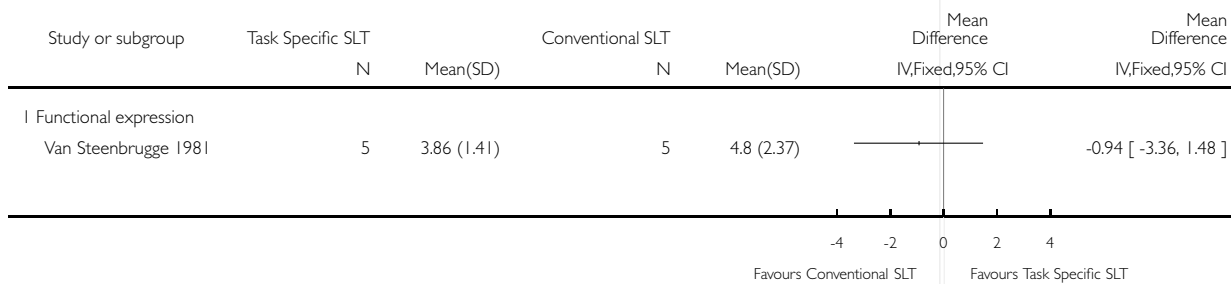 Study or subgroup Task Specific SLT Conventional SLT Mean Difference Mean Difference
N Mean(SD) N Mean(SD) IV,Fixed,95% CI IV,Fixed,95% CI
1 Functional expression
Van Steenbrugge 1981 5 3.86 (1.41) 5 4.8 (2.37) -0.94 [ -3.36, 1.48 ]
-4 -2 0 2 4
Favours Conventional SLT Favours Task Specific SLT